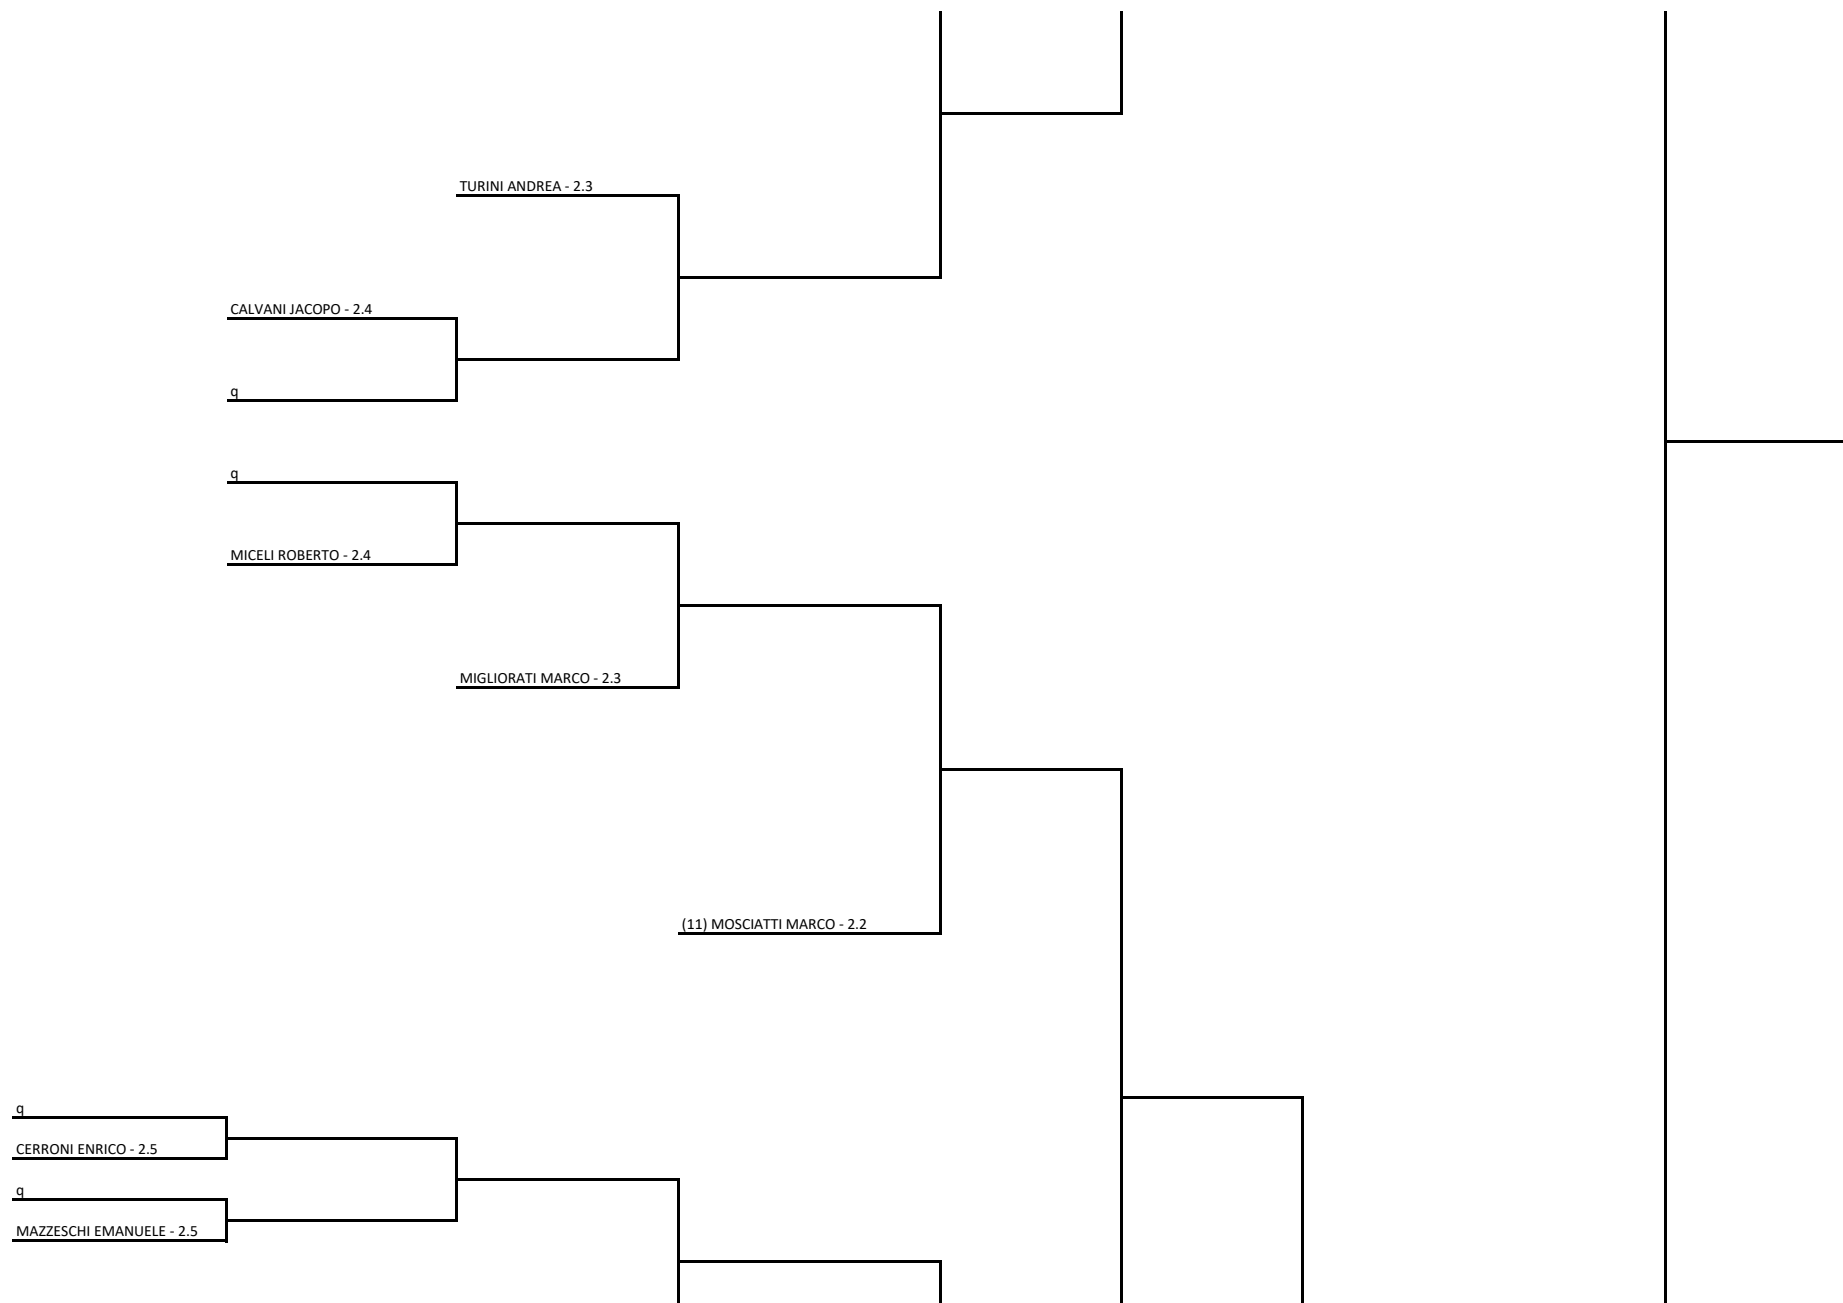 TURINI ANDREA - 2.3
CALVANI JACOPO - 2.4
q
q
MICELI ROBERTO - 2.4
MIGLIORATI MARCO - 2.3
(11) MOSCIATTI MARCO - 2.2
q
CERRONI ENRICO - 2.5
q
MAZZESCHI EMANUELE - 2.5